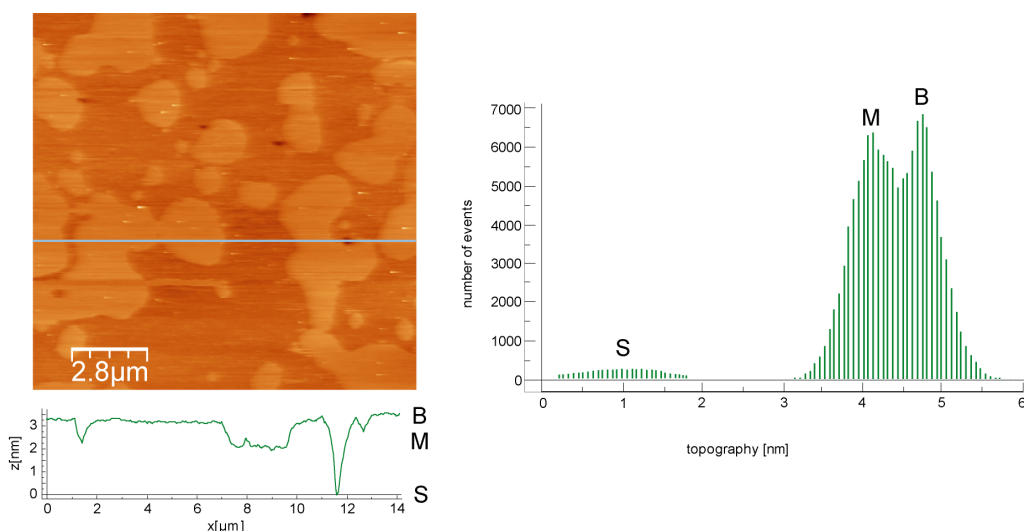 2.8µm
3
2
1
0
z[nm]
B
M
S
0 2 4 6 8 10 12 14
x[µm]
7000
6000
5000
4000
3000
2000
1000
0
number of events
S
M
B
0 1 2 3 4 5 6
topography [nm]